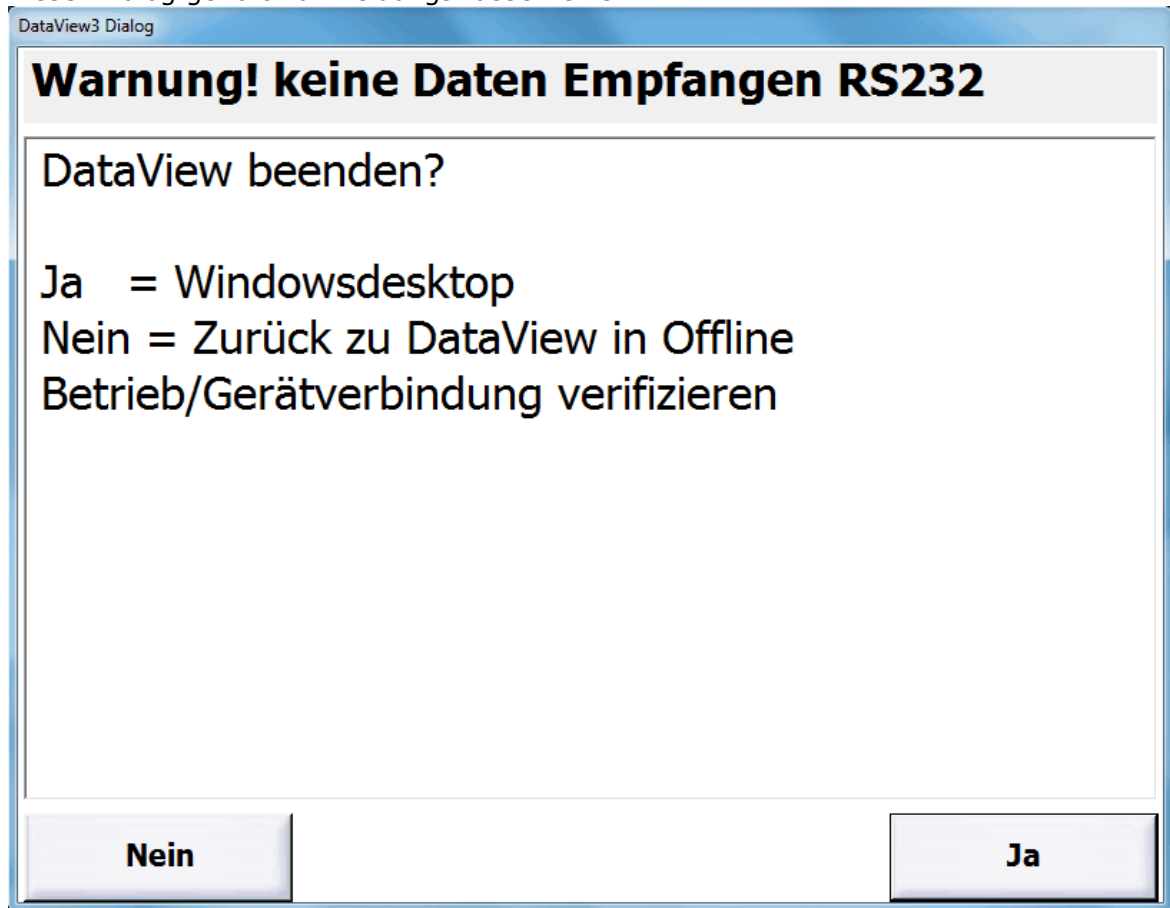 DataView3 Dialog
Warnung! keine Daten Empfangen RS232
DataView beenden?
Ja = Windowsdesktop
Nein = Zurück zu DataView in Offline
Betrieb/Gerätverbindung verifizieren
Nein
Ja